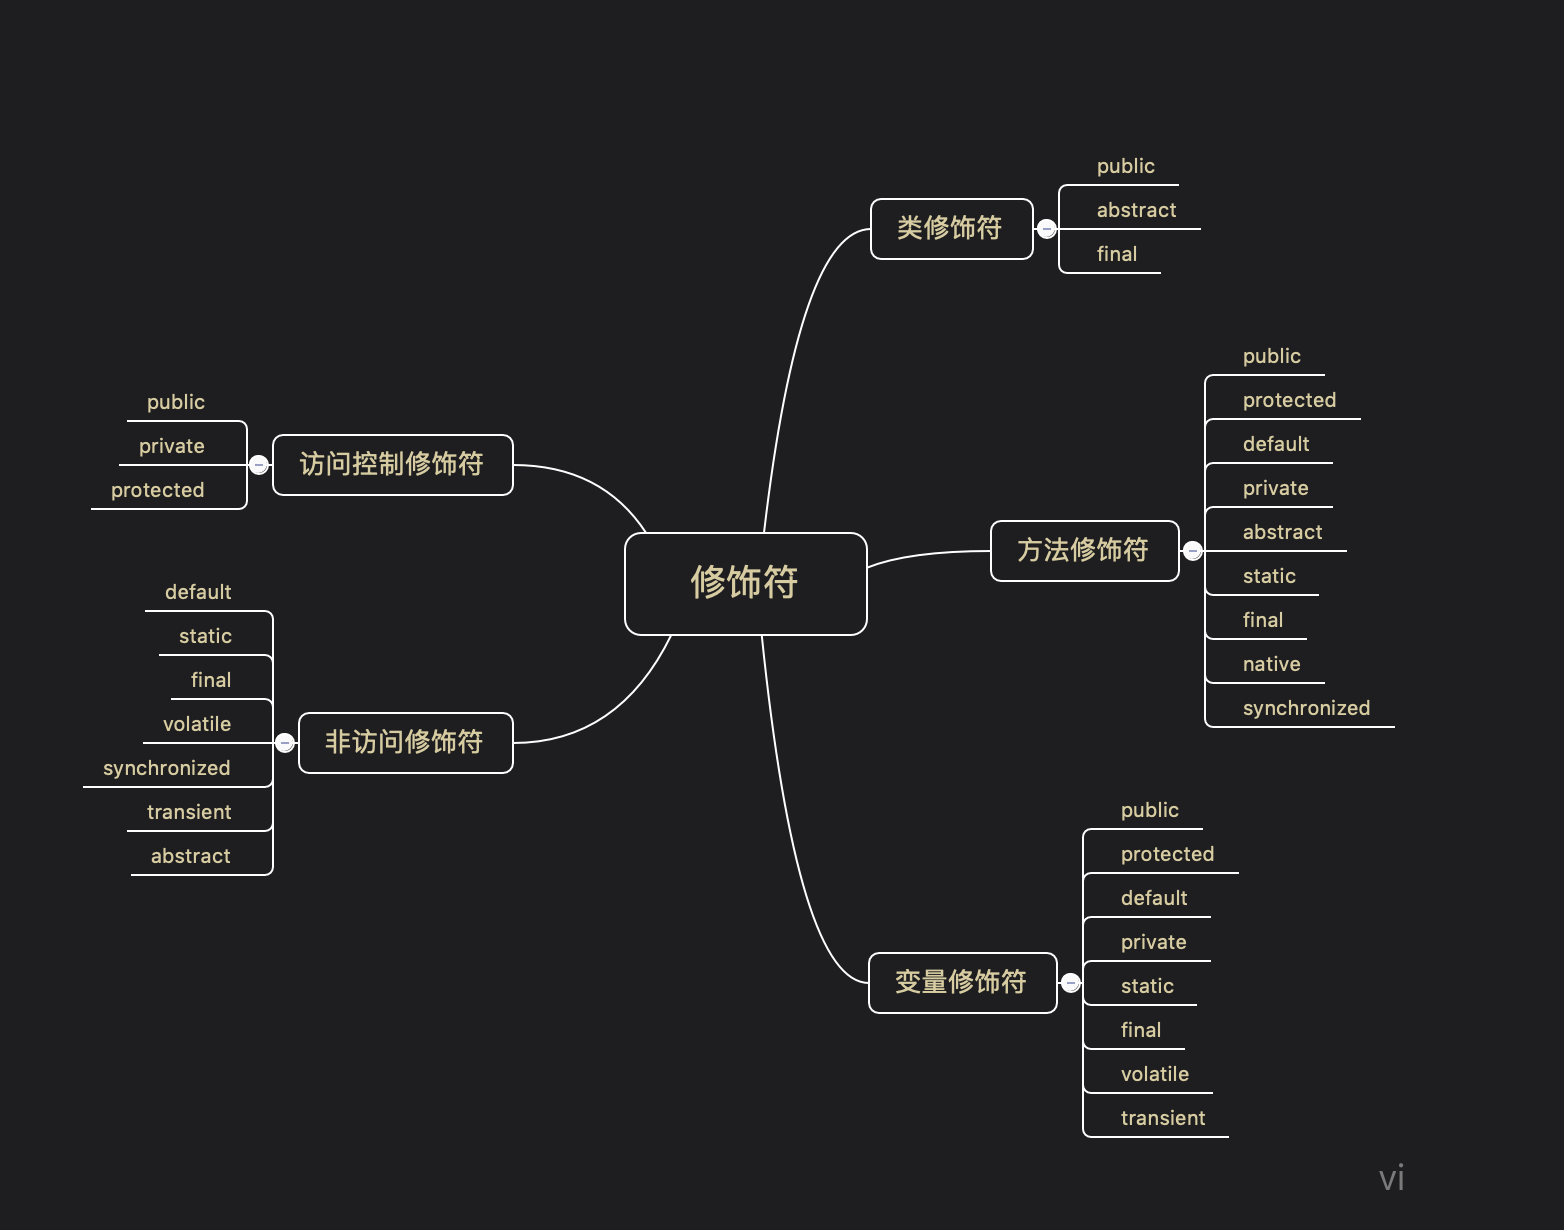 修饰符
类修饰符
public
abstract
final
方法修饰符
public
protected
default
private
abstract
static
final
native
synchronized
变量修饰符
public
protected
default
private
static
final
volatile
transient
访问控制修饰符
public
private
protected
非访问修饰符
default
static
final
volatile
synchronized
transient
abstract
vi